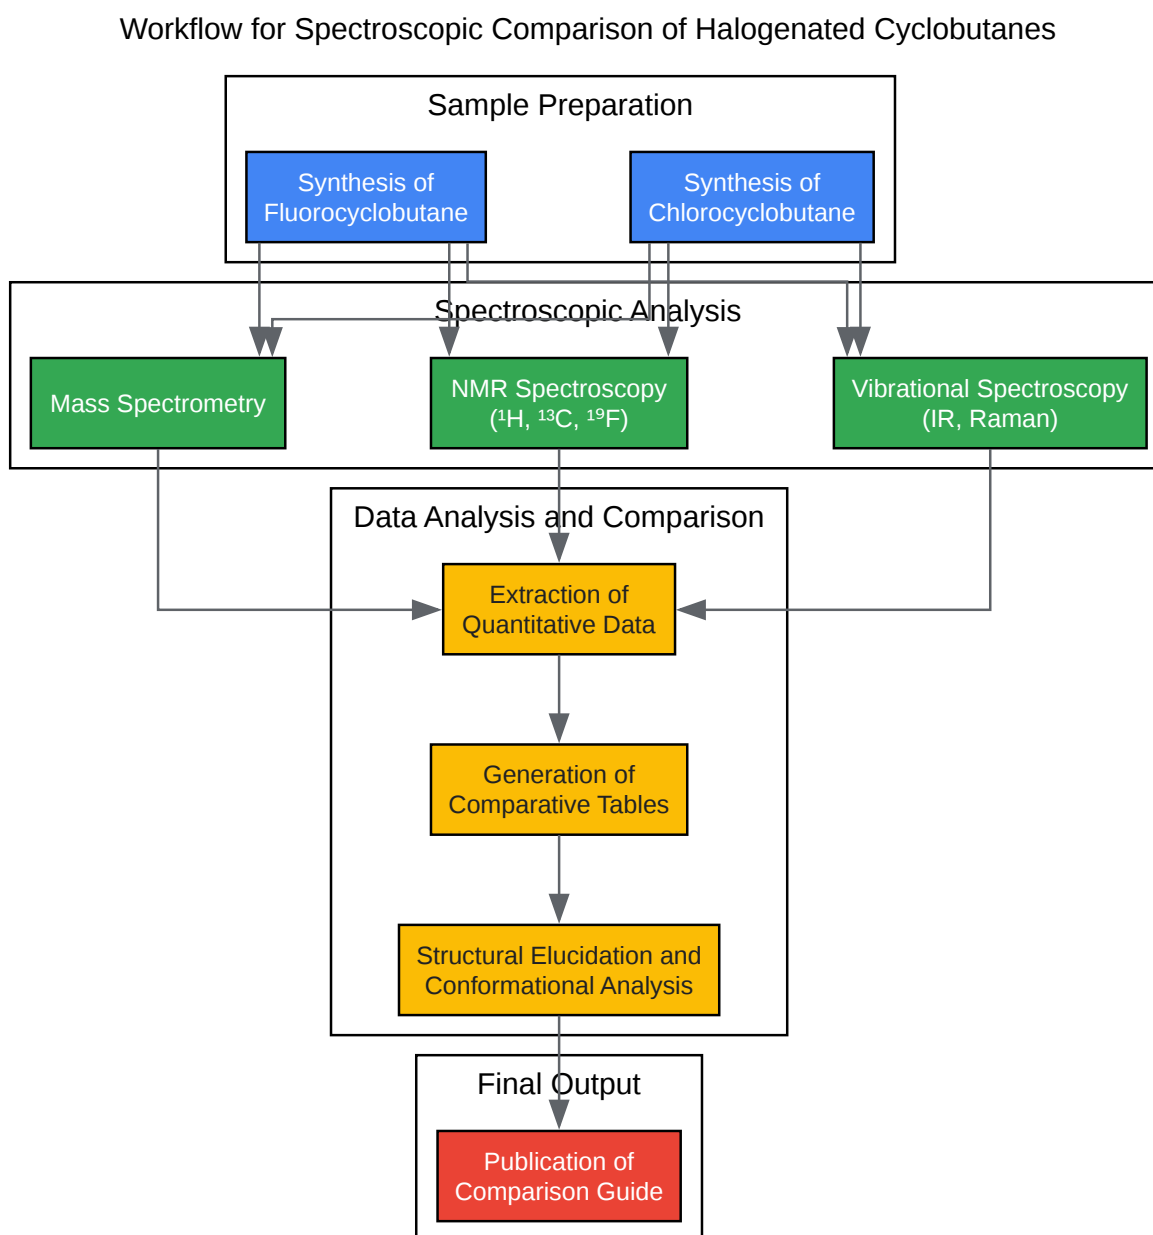 Workflow for Spectroscopic Comparison of Halogenated Cyclobutanes
Sample Preparation
Synthesis of
Fluorocyclobutane
Synthesis of
Chlorocyclobutane
Spectroscopic Analysis
Mass Spectrometry
NMR Spectroscopy
(¹H, ¹³C, ¹⁹F)
Vibrational Spectroscopy
(IR, Raman)
Data Analysis and Comparison
Extraction of
Quantitative Data
Generation of
Comparative Tables
Structural Elucidation and
Conformational Analysis
Final Output
Publication of
Comparison Guide